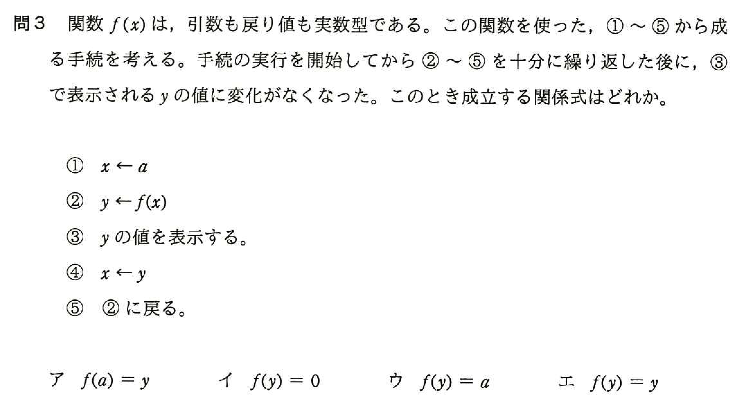 問3 関数 f(x) は，引数も戻り値も実数型である。この関数を使った，①～⑤から成
る手続を考える。手続の実行を開始してから②～⑤を十分に繰り返した後に，③
で表示される y の値に変化がなくなった。このとき成立する関係式はどれか。
① x ← a
② y ← f(x)
③ y の値を表示する。
④ x ← y
⑤ ②に戻る。
ア f(a) = y イ f(y) = 0 ウ f(y) = a エ f(y) = y